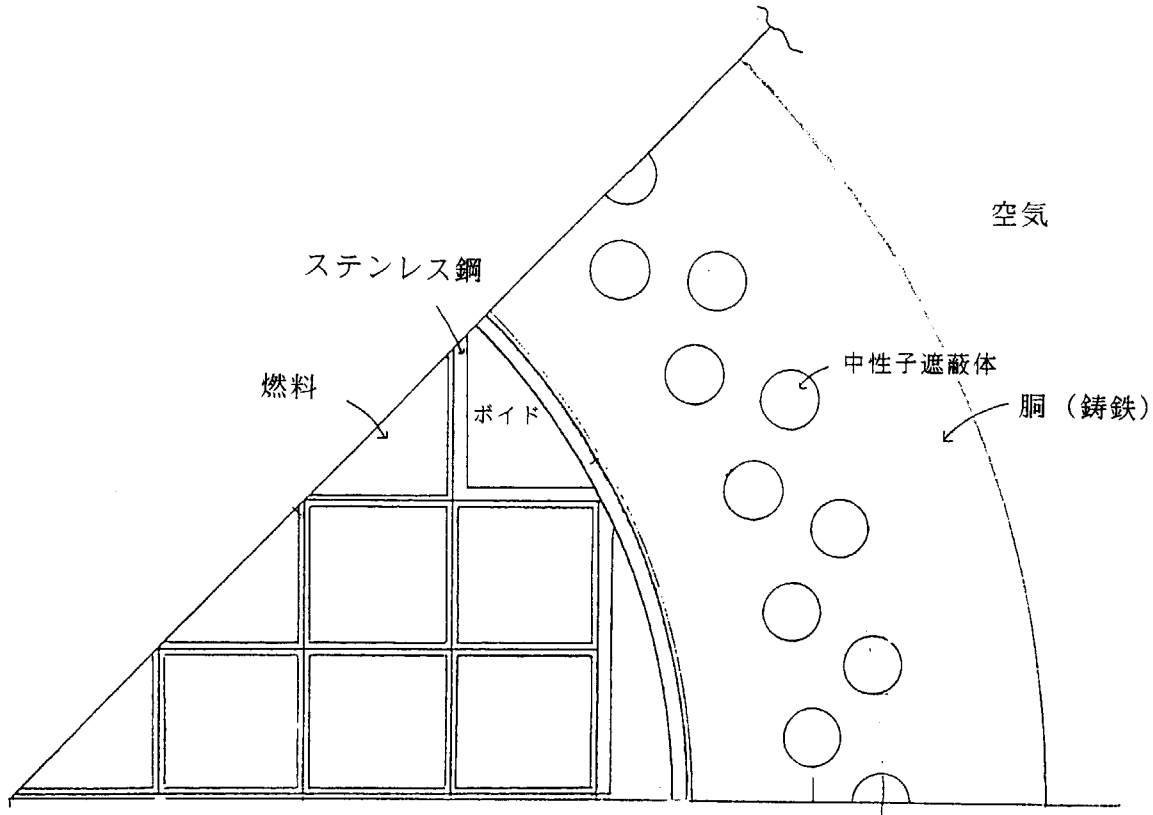 空気
ステンレス鋼
中性子遮蔽体
燃料
胴（鋳鉄）
ボイド